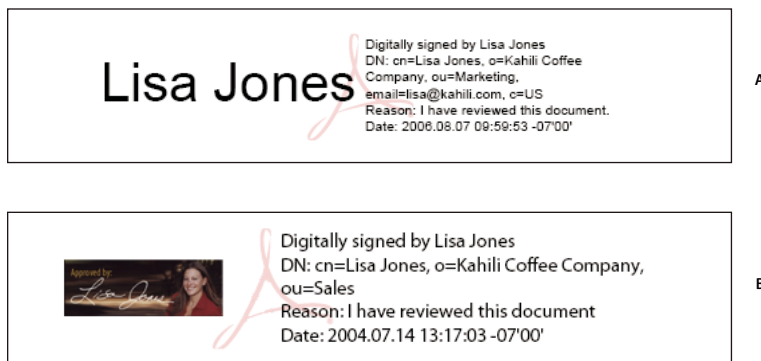 Lisa Jones
Digitally signed by Lisa Jones
DN: cn=Lisa Jones, o=Kahili Coffee
Company, ou=Marketing,
email=lisa@kahili.com, c=US
Reason: I have reviewed this document.
Date: 2006.08.07 09:59:53 -07'00'
A
Approved by:
Lisa Jones
Digitally signed by Lisa Jones
DN: cn=Lisa Jones, o=Kahili Coffee Company,
ou=Sales
Reason: I have reviewed this document
Date: 2004.07.14 13:17:03 -07'00'